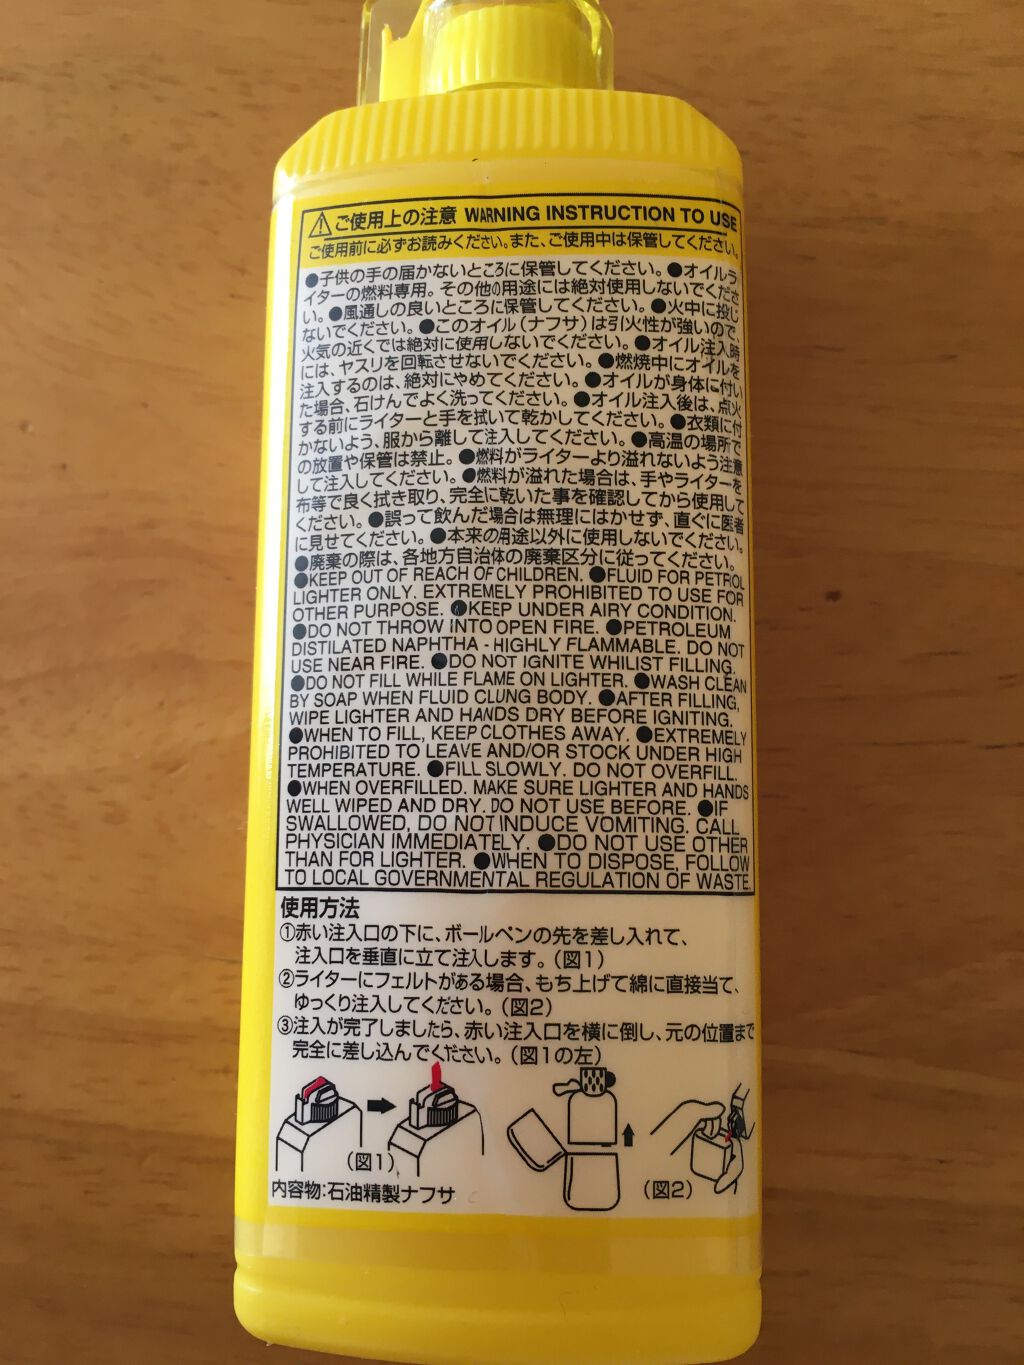 ⚠ご使用上の注意 WARNING INSTRUCTION TO USE
ご使用前に必ずお読みください。また、ご使用中は保管してください。
●子供の手の届かないところに保管してください。●オイルラ
イターの燃料専用。その他の用途には絶対使用しないでくださ
い。●風通しの良いところに保管してください。●火中に投じ
ないでください。●このオイル(ナフサ)は引火性が強いので、
火気の近くでは絶対に使用しないでください。●オイル注入時
には、ヤスリを回転させないでください。●燃焼中にオイルを
注入するのは、絶対にやめてください。●オイルが身体に付い
た場合、石けんでよく洗ってください。●オイル注入後は、点火
する前にライターと手を拭いて乾かしてください。●衣類に付
かないよう、服から離して注入してください。●高温の場所で
の放置や保管は禁止。●燃料がライターより溢れないよう注意
して注入してください。●燃料が溢れた場合は、手やライターを
布等で良く拭き取り、完全に乾いた事を確認してから使用して
ください。●誤って飲んだ場合は無理にはかせず、直ぐに医者
に見せてください。●本来の用途以外に使用しないでください。
●廃棄の際は、各地方自治体の廃棄区分に従ってください。
●KEEP OUT OF REACH OF CHILDREN. ●FLUID FOR PETROL
LIGHTER ONLY. EXTREMELY PROHIBITED TO USE FOR
OTHER PURPOSE. ●KEEP UNDER AIRY CONDITION.
●DO NOT THROW INTO OPEN FIRE. ●PETROLEUM
DISTILATED NAPHTHA - HIGHLY FLAMMABLE. DO NOT
USE NEAR FIRE. ●DO NOT IGNITE WHILIST FILLING.
●DO NOT FILL WHILE FLAME ON LIGHTER. ●WASH CLEAN
BY SOAP WHEN FLUID CLUNG BODY. ●AFTER FILLING,
WIPE LIGHTER AND HANDS DRY BEFORE IGNITING.
●WHEN TO FILL, KEEP CLOTHES AWAY. ●EXTREMELY
PROHIBITED TO LEAVE AND/OR STOCK UNDER HIGH
TEMPERATURE. ●FILL SLOWLY. DO NOT OVERFILL.
●WHEN OVERFILLED. MAKE SURE LIGHTER AND HANDS
WELL WIPED AND DRY. DO NOT USE BEFORE. ●IF
SWALLOWED, DO NOT INDUCE VOMITING. CALL
PHYSICIAN IMMEDIATELY. ●DO NOT USE OTHER
THAN FOR LIGHTER. ●WHEN TO DISPOSE, FOLLOW
TO LOCAL GOVERNMENTAL REGULATION OF WASTE.
使用方法
①赤い注入口の下に、ボールペンの先を差し入れて、
注入口を垂直に立て注入します。(図1)
②ライターにフェルトがある場合、もち上げて綿に直接当て、
ゆっくり注入してください。(図2)
③注入が完了しましたら、赤い注入口を横に倒し、元の位置まで
完全に差し込んでください。(図1の左)
(図1)
(図2)
内容物:石油精製ナフサ